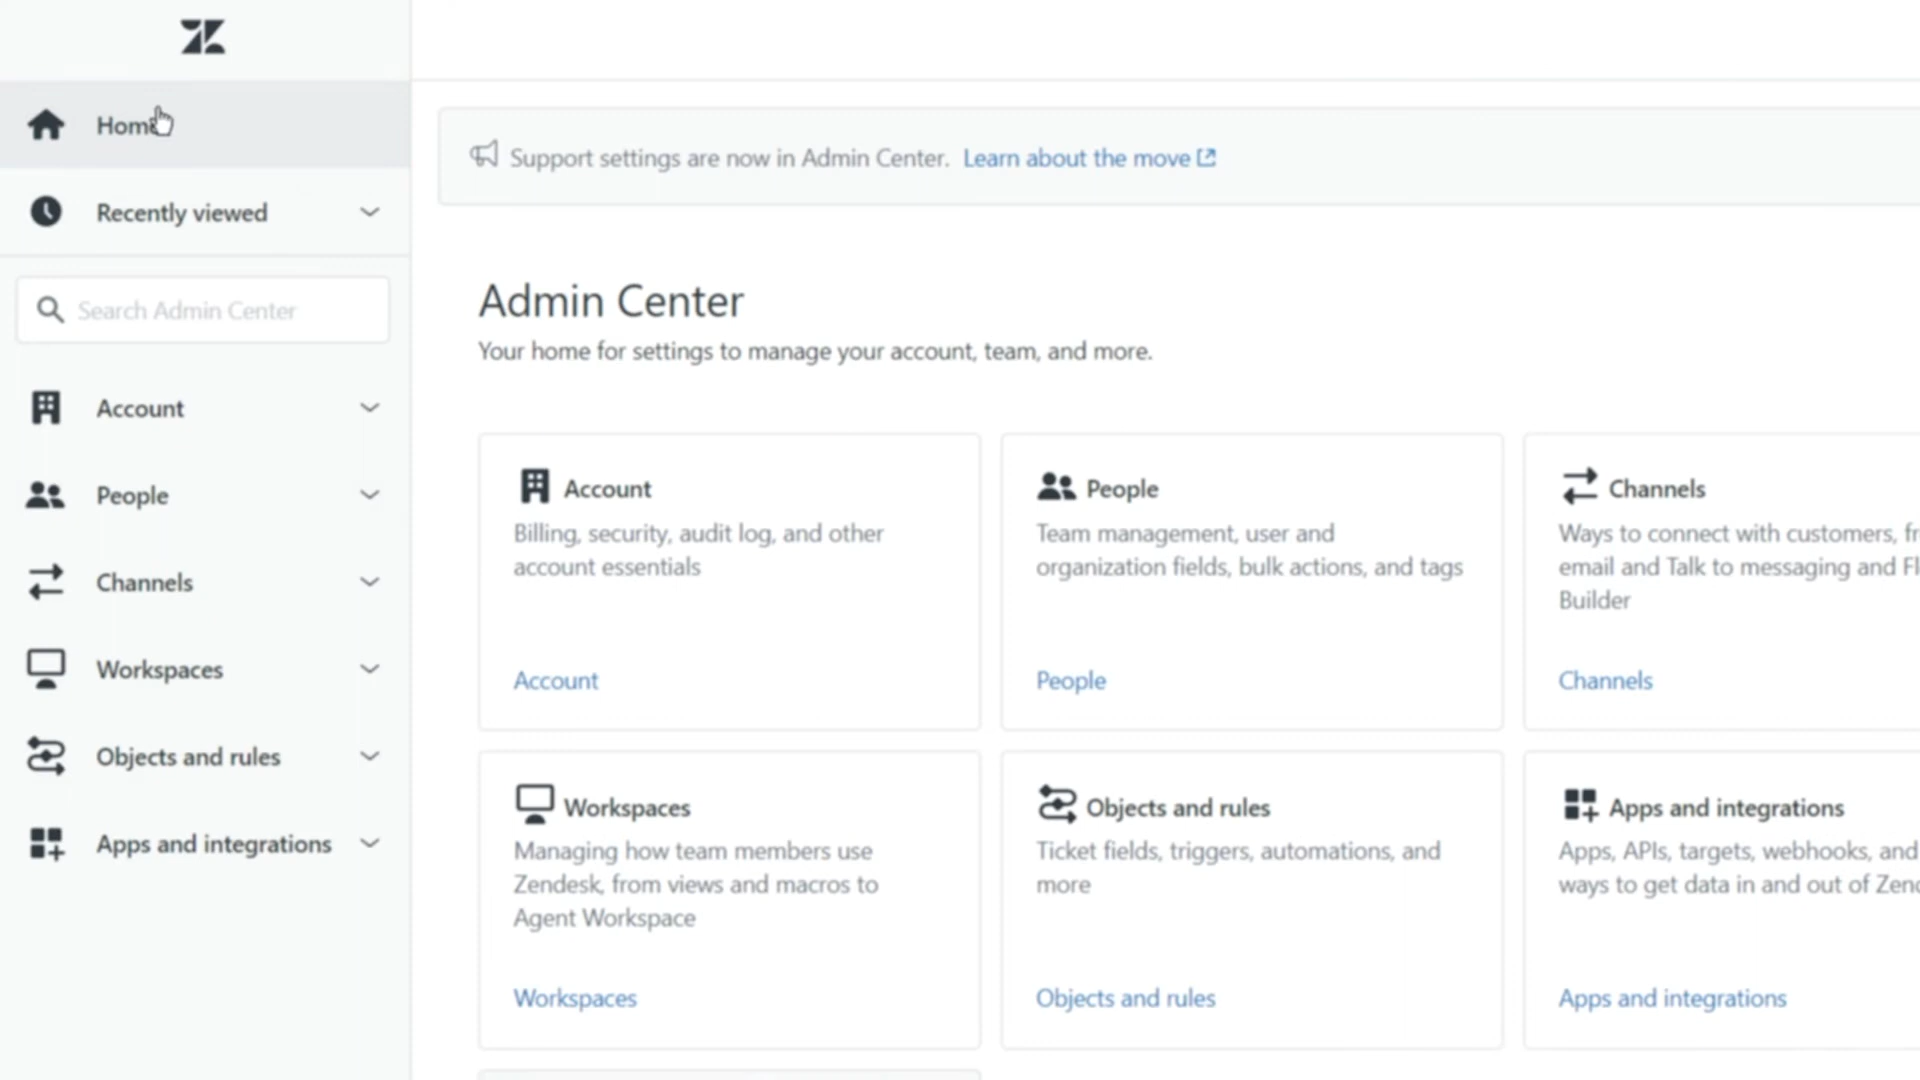 Home
Recently viewed
Search Admin Center
Account
People
Channels
Workspaces
Objects and rules
Apps and integrations
Support settings are now in Admin Center. Learn about the move
Admin Center
Your home for settings to manage your account, team, and more.
Account
Billing, security, audit log, and other
account essentials
Account
People
Team management, user and
organization fields, bulk actions, and tags
People
Channels
Ways to connect with customers,
email and Talk to messaging and
Builder
Channels
Workspaces
Managing how team members use
Zendesk, from views and macros to
Agent Workspace
Workspaces
Objects and rules
Ticket fields, triggers, automations, and
more
Objects and rules
Apps and integrations
Apps, APIs, targets, webhooks, and
ways to get data in and out of
Apps and integrations